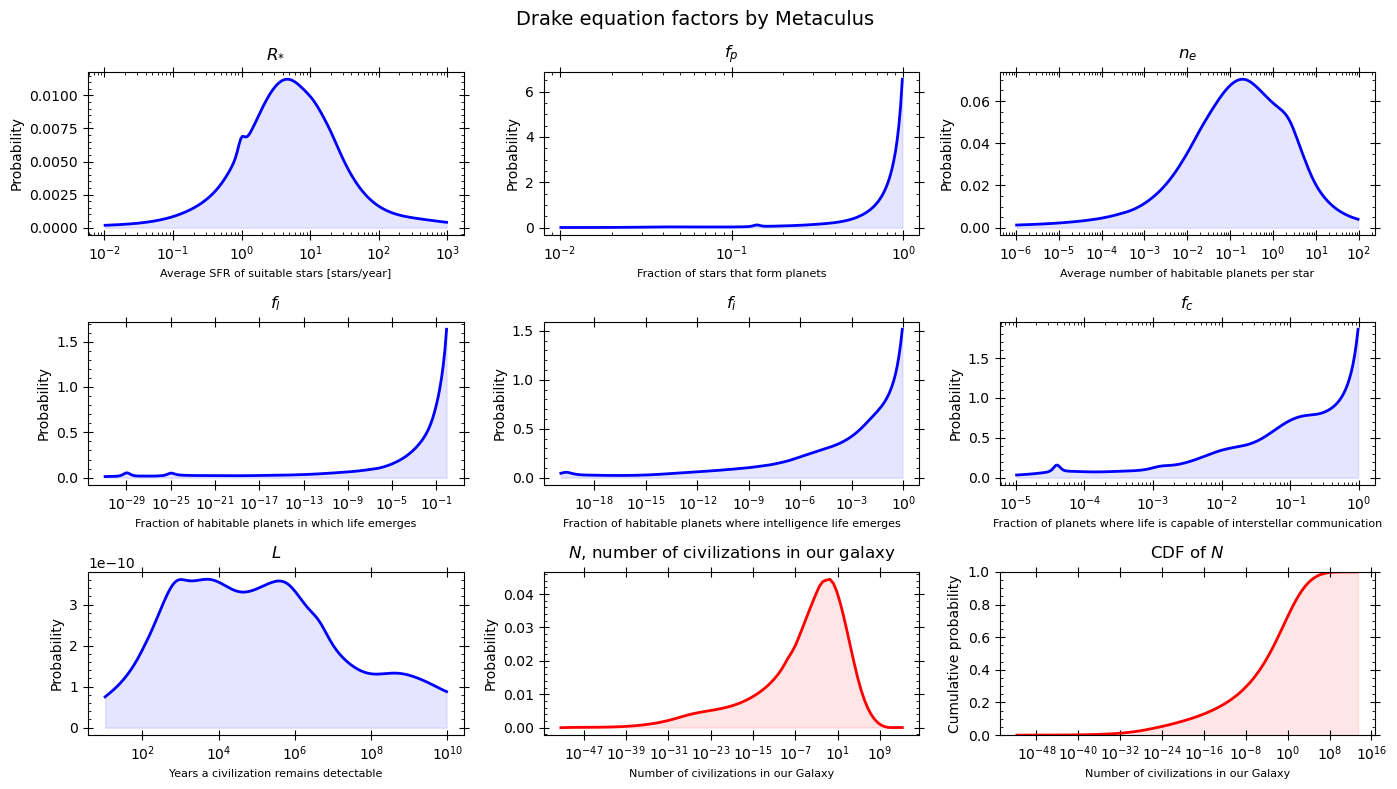 Drake equation factors by Metaculus
R*
f_p
n_e
0.0100
0.0075
0.0050
0.0025
0.0000
Probability
10^−2 10^−1 10^0 10^1 10^2 10^3
Average SFR of suitable stars [stars/year]
6
4
2
0
Probability
10^−2 10^−1 10^0
Fraction of stars that form planets
0.06
0.04
0.02
0.00
Probability
10^−6 10^−5 10^−4 10^−3 10^−2 10^−1 10^0 10^1 10^2
Average number of habitable planets per star
f_l
f_i
f_c
1.5
1.0
0.5
0.0
Probability
10^−29 10^−25 10^−21 10^−17 10^−13 10^−9 10^−5 10^−1
Fraction of habitable planets in which life emerges
1.5
1.0
0.5
0.0
Probability
10^−18 10^−15 10^−12 10^−9 10^−6 10^−3 10^0
Fraction of habitable planets where intelligence life emerges
1.5
1.0
0.5
0.0
Probability
10^−5 10^−4 10^−3 10^−2 10^−1 10^0
Fraction of planets where life is capable of interstellar communication
L
N, number of civilizations in our galaxy
CDF of N
1e−10
3
2
1
0
Probability
10^2 10^4 10^6 10^8 10^10
Years a civilization remains detectable
0.04
0.03
0.02
0.01
0.00
Probability
10^−47 10^−39 10^−31 10^−23 10^−15 10^−7 10^1 10^9
Number of civilizations in our Galaxy
1.0
0.8
0.6
0.4
0.2
0.0
Cumulative probability
10^−48 10^−40 10^−32 10^−24 10^−16 10^−8 10^0 10^8 10^16
Number of civilizations in our Galaxy